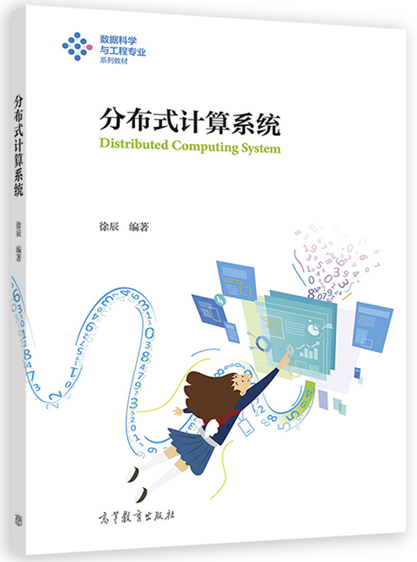 数据科学
与工程专业
系列教材
分布式计算系统
Distributed Computing System
徐辰 编著
高等教育出版社
分布式计算系统
徐辰 编著